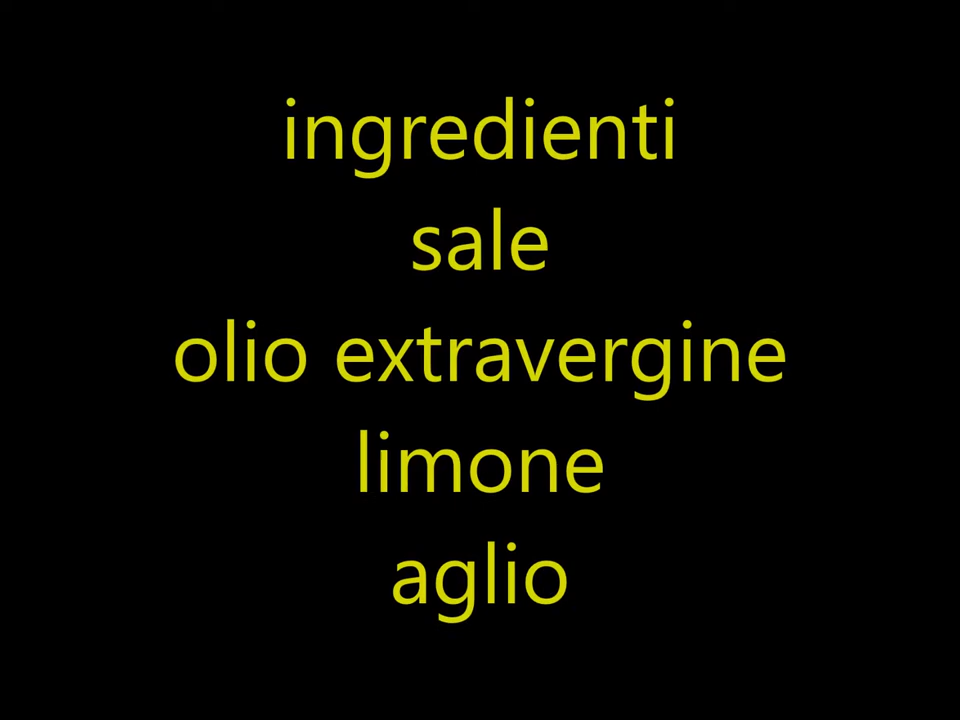 ingredienti
sale
olio extravergine
limone
aglio